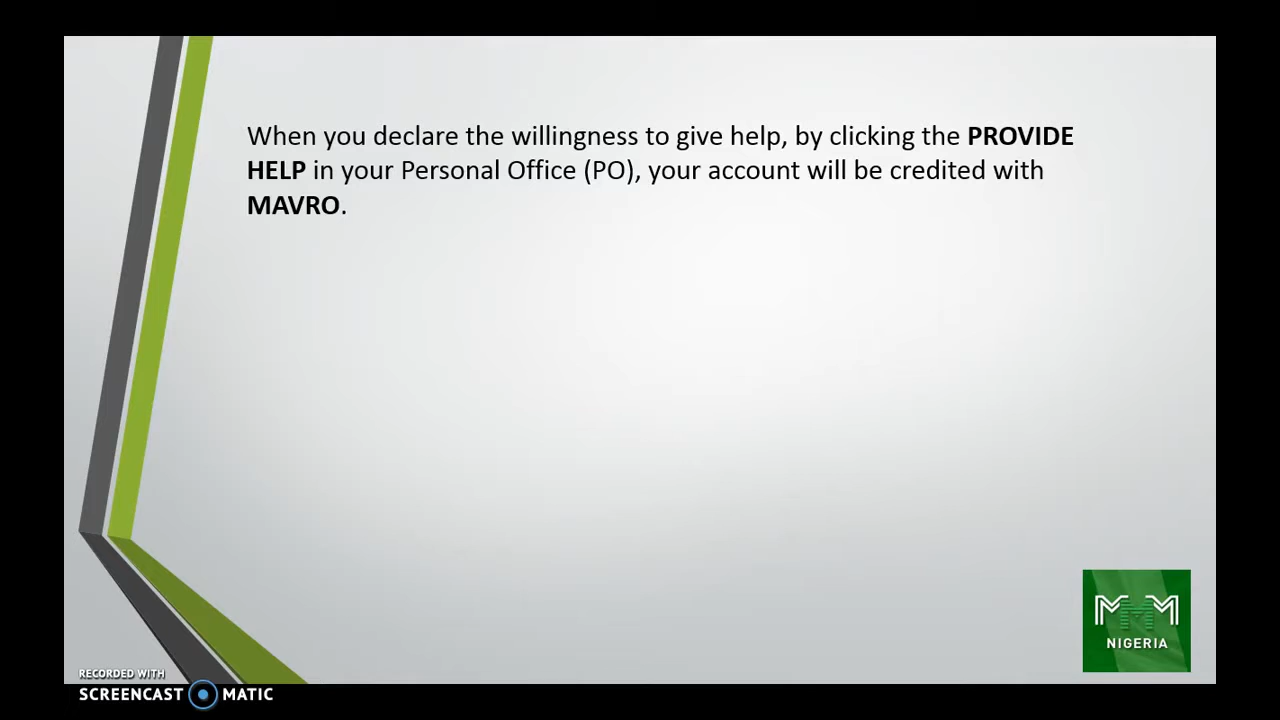 When you declare the willingness to give help, by clicking the PROVIDE
HELP in your Personal Office (PO), your account will be credited with
MAVRO.
MMM
NIGERIA
RECORDED WITH
SCREENCAST MATIC